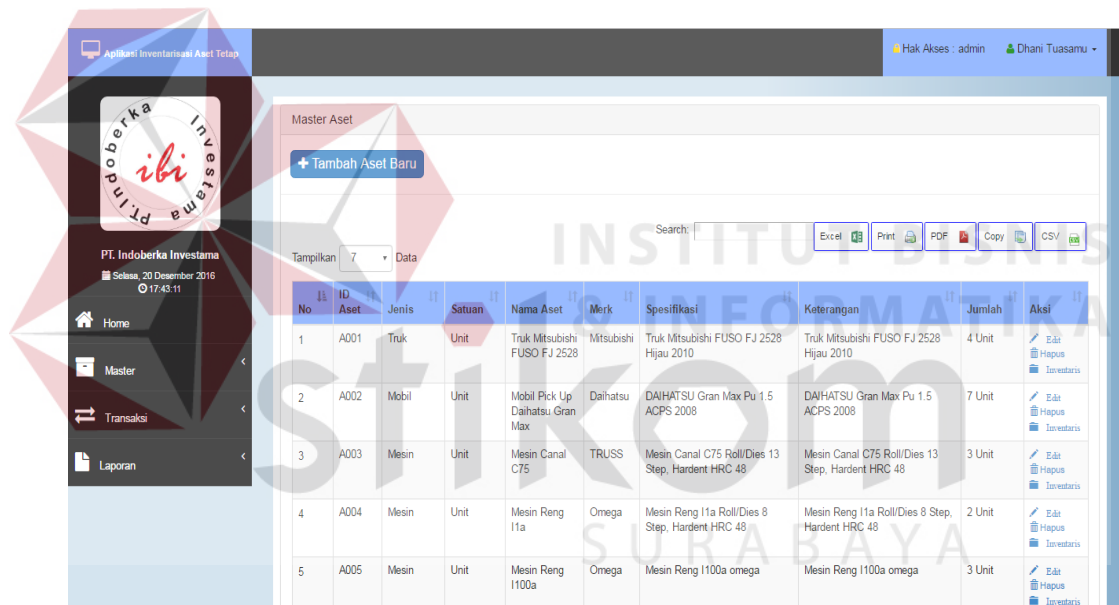 Aplikasi Inventarisasi Aset Tetap
Hak Akses : admin
Dhani Tuasamu
PT.Indoberka Investama
ibi
PT. Indoberka Investama
Selasa, 20 Desember 2016
17:43:11
Home
Master
Transaksi
Laporan
Master Aset
+ Tambah Aset Baru
Search:
Excel Print PDF Copy CSV
Tampilkan 7 Data
No ID Aset Jenis Satuan Nama Aset Merk Spesifikasi Keterangan Jumlah Aksi
1 A001 Truk Unit Truk Mitsubishi FUSO FJ 2528 Mitsubishi Truk Mitsubishi FUSO FJ 2528 Hijau 2010 Truk Mitsubishi FUSO FJ 2528 Hijau 2010 4 Unit Edit Hapus Inventaris
2 A002 Mobil Unit Mobil Pick Up Daihatsu Gran Max Daihatsu DAIHATSU Gran Max Pu 1.5 ACPS 2008 DAIHATSU Gran Max Pu 1.5 ACPS 2008 7 Unit Edit Hapus Inventaris
3 A003 Mesin Unit Mesin Canal C75 TRUSS Mesin Canal C75 Roll/Dies 13 Step, Hardent HRC 48 Mesin Canal C75 Roll/Dies 13 Step, Hardent HRC 48 3 Unit Edit Hapus Inventaris
4 A004 Mesin Unit Mesin Reng l1a Omega Mesin Reng l1a Roll/Dies 8 Step, Hardent HRC 48 Mesin Reng l1a Roll/Dies 8 Step, Hardent HRC 48 2 Unit Edit Hapus Inventaris
5 A005 Mesin Unit Mesin Reng l100a Omega Mesin Reng l100a omega Mesin Reng l100a omega 3 Unit Edit Hapus Inventaris
INSTITUT BISNIS
& INFORMATIKA
stikom
SURABAYA